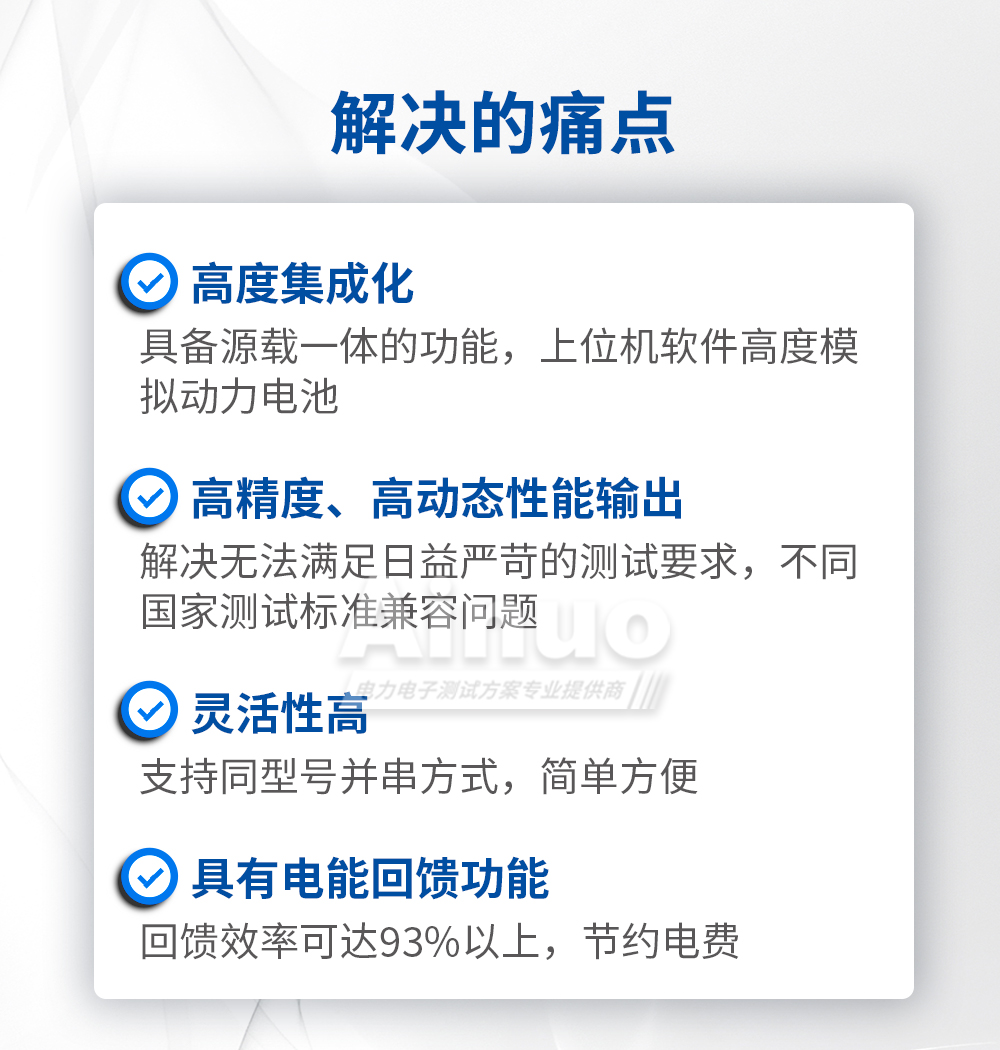 解决的痛点
高度集成化
具备源载一体的功能，上位机软件高度模
拟动力电池
高精度、高动态性能输出
解决无法满足日益严苛的测试要求，不同
国家测试标准兼容问题
Ainuo
电力电子测试方案专业提供商
灵活性高
支持同型号并串方式，简单方便
具有电能回馈功能
回馈效率可达93%以上，节约电费